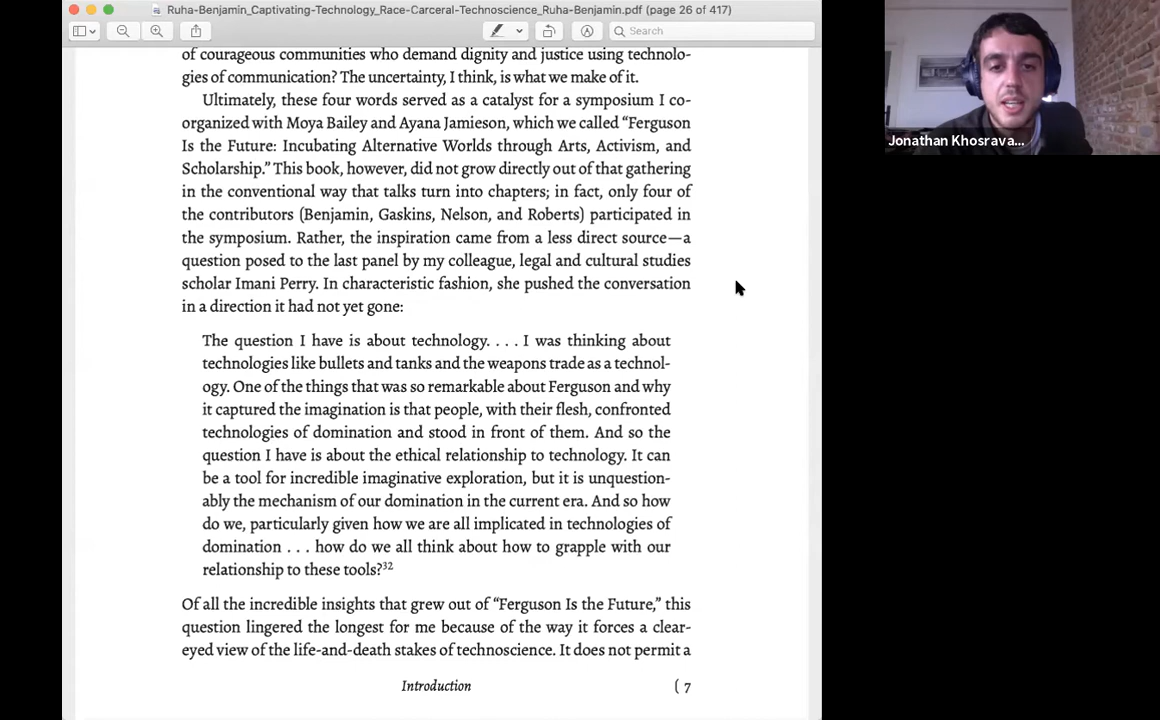 Ruha-Benjamin_Captivating-Technology_Race-Carceral-Technoscience_Ruha-Benjamin.pdf (page 26 of 417)
Search
of courageous communities who demand dignity and justice using technolo-
gies of communication? The uncertainty, I think, is what we make of it.
Ultimately, these four words served as a catalyst for a symposium I co-
organized with Moya Bailey and Ayana Jamieson, which we called “Ferguson
Is the Future: Incubating Alternative Worlds through Arts, Activism, and
Scholarship.” This book, however, did not grow directly out of that gathering
in the conventional way that talks turn into chapters; in fact, only four of
the contributors (Benjamin, Gaskins, Nelson, and Roberts) participated in
the symposium. Rather, the inspiration came from a less direct source—a
question posed to the last panel by my colleague, legal and cultural studies
scholar Imani Perry. In characteristic fashion, she pushed the conversation
in a direction it had not yet gone:
The question I have is about technology. . . . I was thinking about
technologies like bullets and tanks and the weapons trade as a technol-
ogy. One of the things that was so remarkable about Ferguson and why
it captured the imagination is that people, with their flesh, confronted
technologies of domination and stood in front of them. And so the
question I have is about the ethical relationship to technology. It can
be a tool for incredible imaginative exploration, but it is unquestion-
ably the mechanism of our domination in the current era. And so how
do we, particularly given how we are all implicated in technologies of
domination . . . how do we all think about how to grapple with our
relationship to these tools?32
Of all the incredible insights that grew out of “Ferguson Is the Future,” this
question lingered the longest for me because of the way it forces a clear-
eyed view of the life-and-death stakes of technoscience. It does not permit a
Introduction ( 7
Jonathan Khosrava...